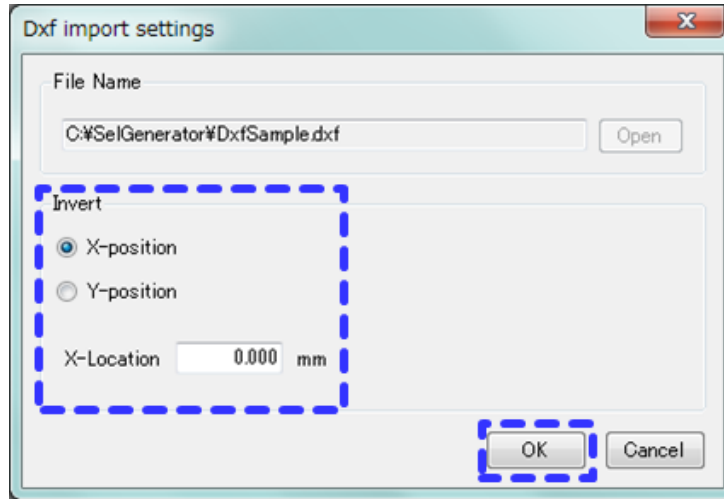 Dxf import settings
File Name
C:¥SelGenerator¥DxfSample.dxf
Open
Invert
X-position
Y-position
X-Location 0.000 mm
OK Cancel